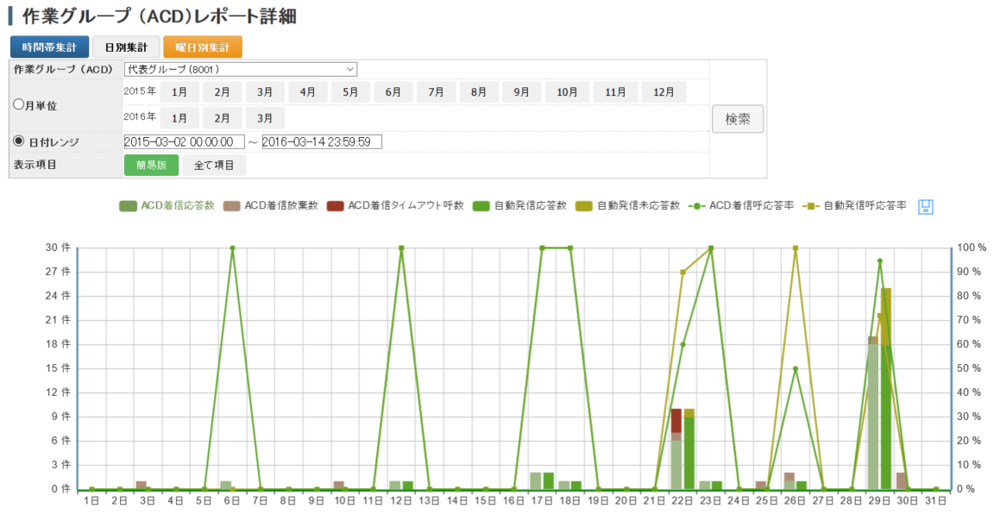 作業グループ（ACD）レポート詳細
時間帯集計 日別集計 曜日別集計
作業グループ（ACD） 代表グループ（8001）
月単位
2015年 1月 2月 3月 4月 5月 6月 7月 8月 9月 10月 11月 12月
2016年 1月 2月 3月
検索
日付レンジ 2015-03-02 00:00:00 ～ 2016-03-14 23:59:59
表示項目 簡易版 全て項目
ACD着信応答数 ACD着信放棄数 ACD着信タイムアウト呼数 自動発信応答数 自動発信未応答数 ACD着信呼応答率 自動発信呼応答率
30 件 100 %
27 件 90 %
24 件 80 %
21 件 70 %
18 件 60 %
15 件 50 %
12 件 40 %
9 件 30 %
6 件 20 %
3 件 10 %
0 件 0 %
1日 2日 3日 4日 5日 6日 7日 8日 9日 10日 11日 12日 13日 14日 15日 16日 17日 18日 19日 20日 21日 22日 23日 24日 25日 26日 27日 28日 29日 30日 31日